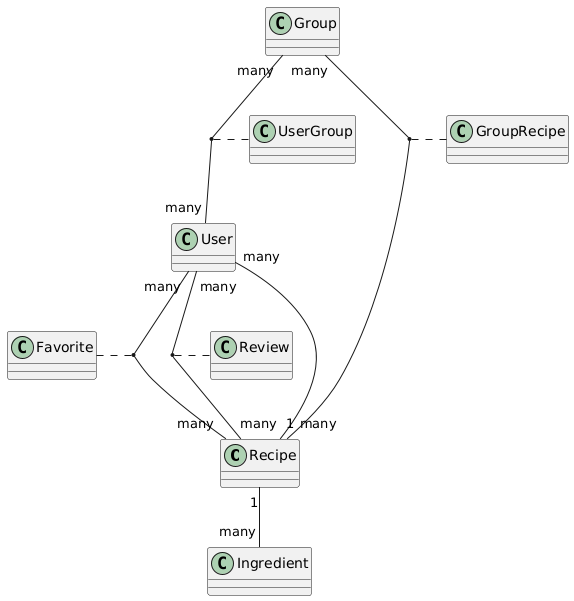 C Group
many many
C UserGroup
C GroupRecipe
many
C User
many
many many
C Favorite
C Review
many many 1 many
C Recipe
1
many
C Ingredient